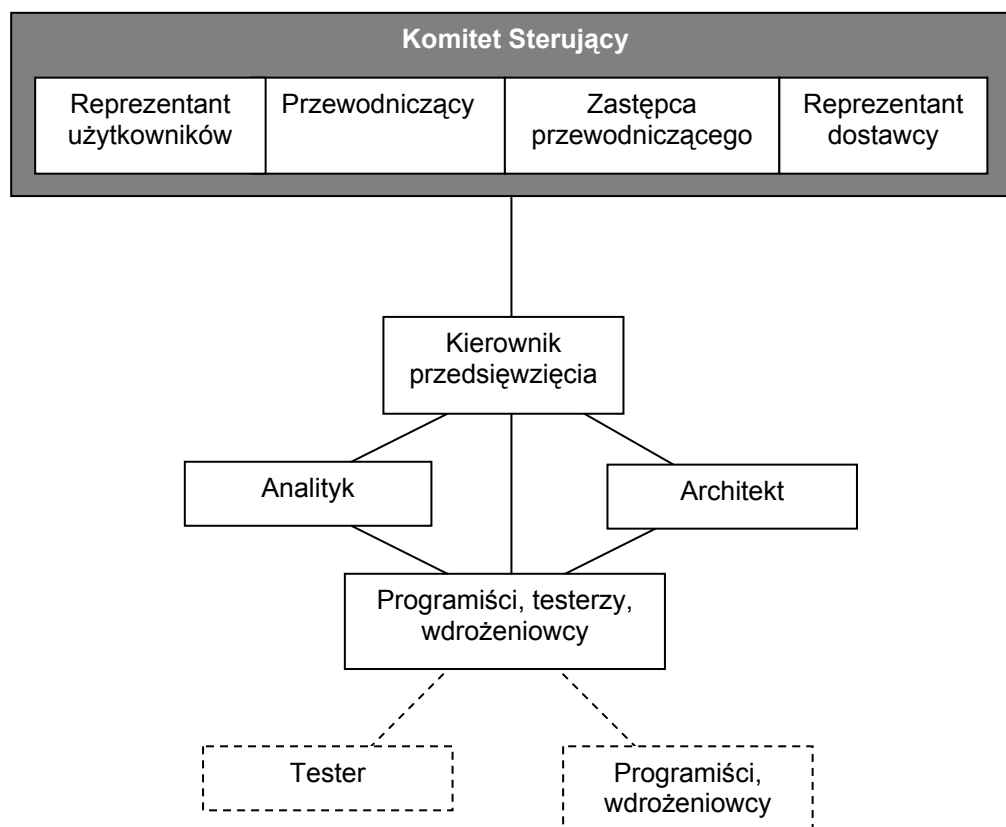 Komitet Sterujący
Reprezentant
użytkowników
Przewodniczący
Zastępca
przewodniczącego
Reprezentant
dostawcy
Kierownik
przedsięwzięcia
Analityk
Architekt
Programiści, testerzy,
wdrożeniowcy
Tester
Programiści,
wdrożeniowcy